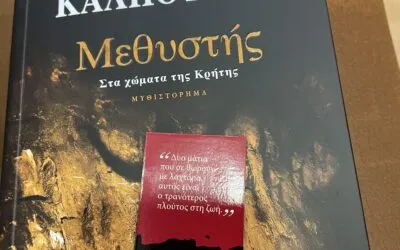 Μεθυστής
Στα χώματα της Κρήτης
ΜΥΘΙΣΤΟΡΗΜΑ
“Δυο μάτια
που σε θωρούν
με λαχτάρα,
αυτός είναι
ο τρανότερος
πλούτος στη ζωή.”